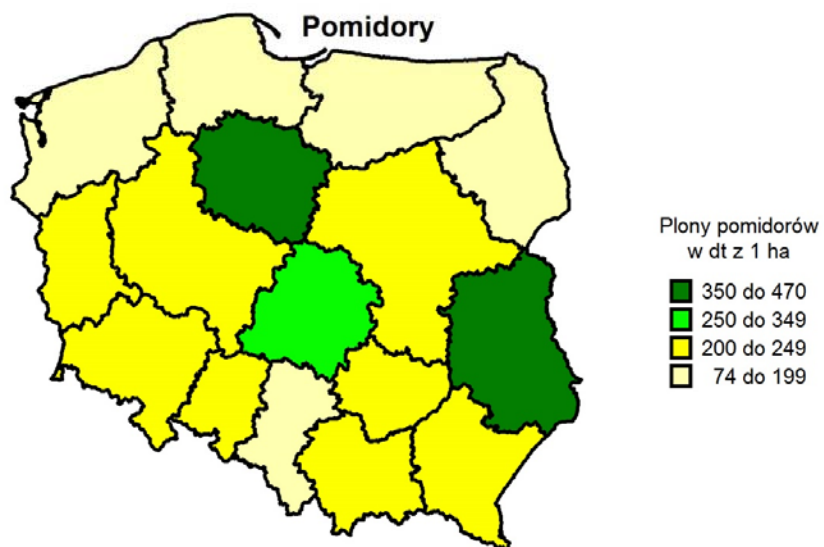 Pomidory
Plony pomidorów
w dt z 1 ha
350 do 470
250 do 349
200 do 249
74 do 199